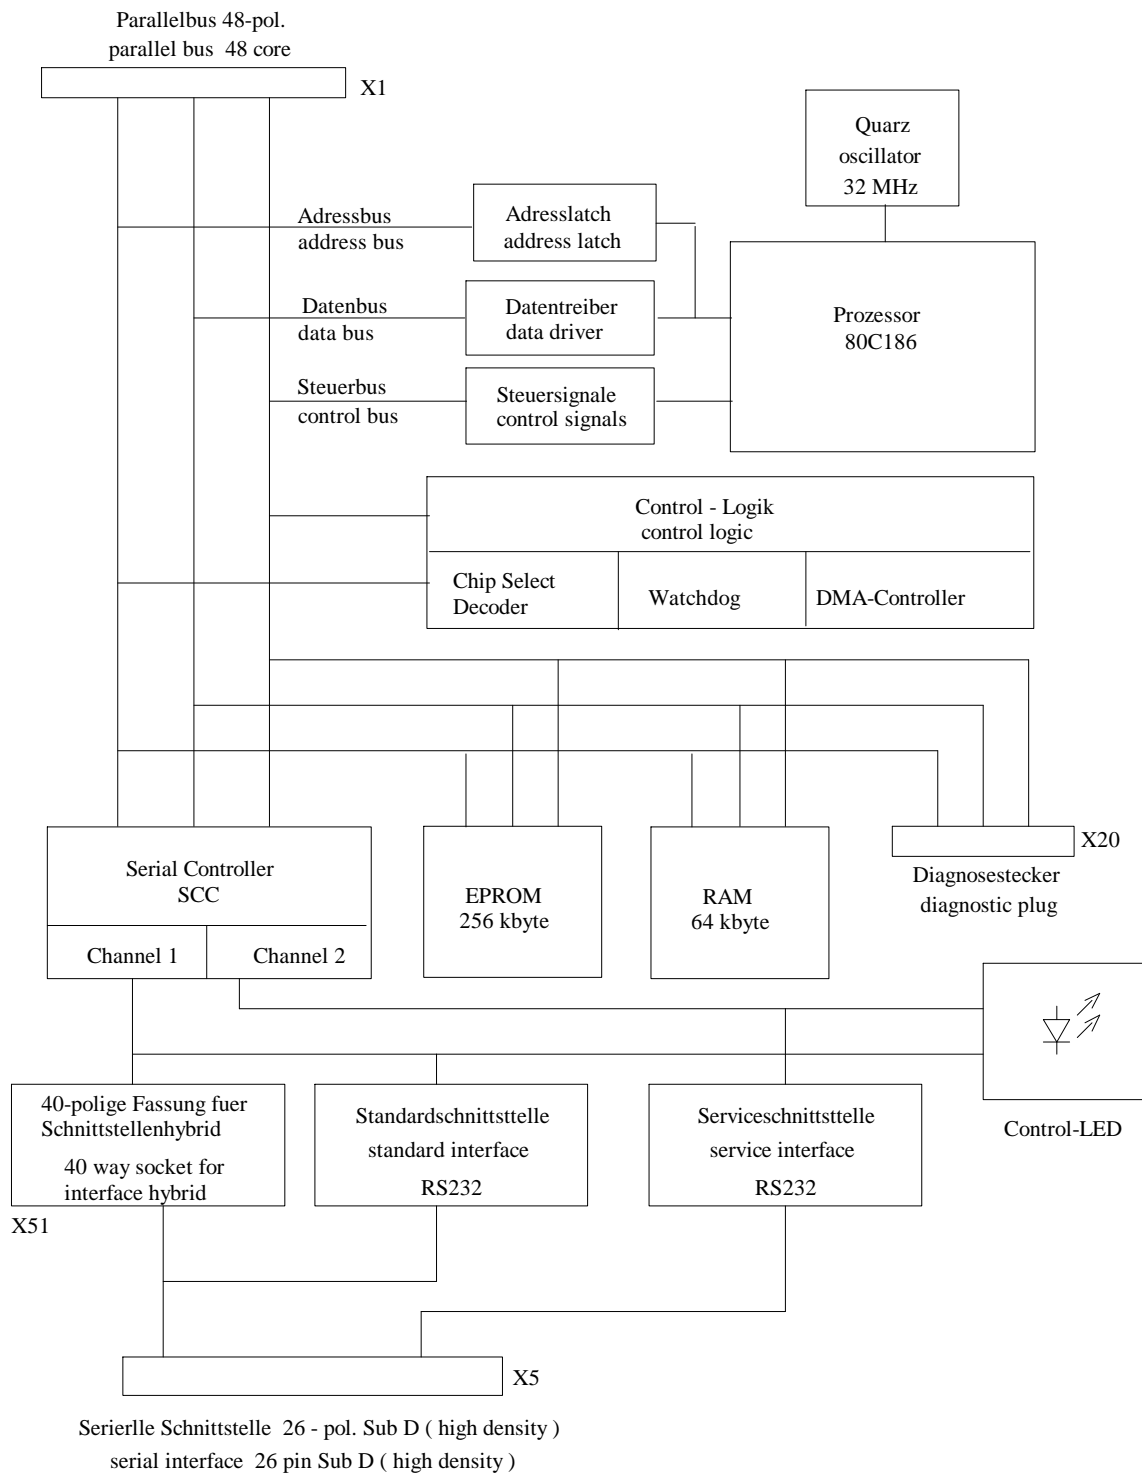 Parallelbus 48-pol.
parallel bus 48 core
X1
Quarz
oscillator
32 MHz
Adressbus
address bus
Adresslatch
address latch
Datenbus
data bus
Datentreiber
data driver
Prozessor
80C186
Steuerbus
control bus
Steuersignale
control signals
Control - Logik
control logic
Chip Select
Decoder
Watchdog
DMA-Controller
Serial Controller
SCC
Channel 1
Channel 2
EPROM
256 kbyte
RAM
64 kbyte
X20
Diagnosestecker
diagnostic plug
40-polige Fassung fuer
Schnittstellenhybrid
40 way socket for
interface hybrid
X51
Standardschnittsttelle
standard interface
RS232
Serviceschnittsttelle
service interface
RS232
Control-LED
X5
Serierlle Schnittstelle 26 - pol. Sub D ( high density )
serial interface 26 pin Sub D ( high density )